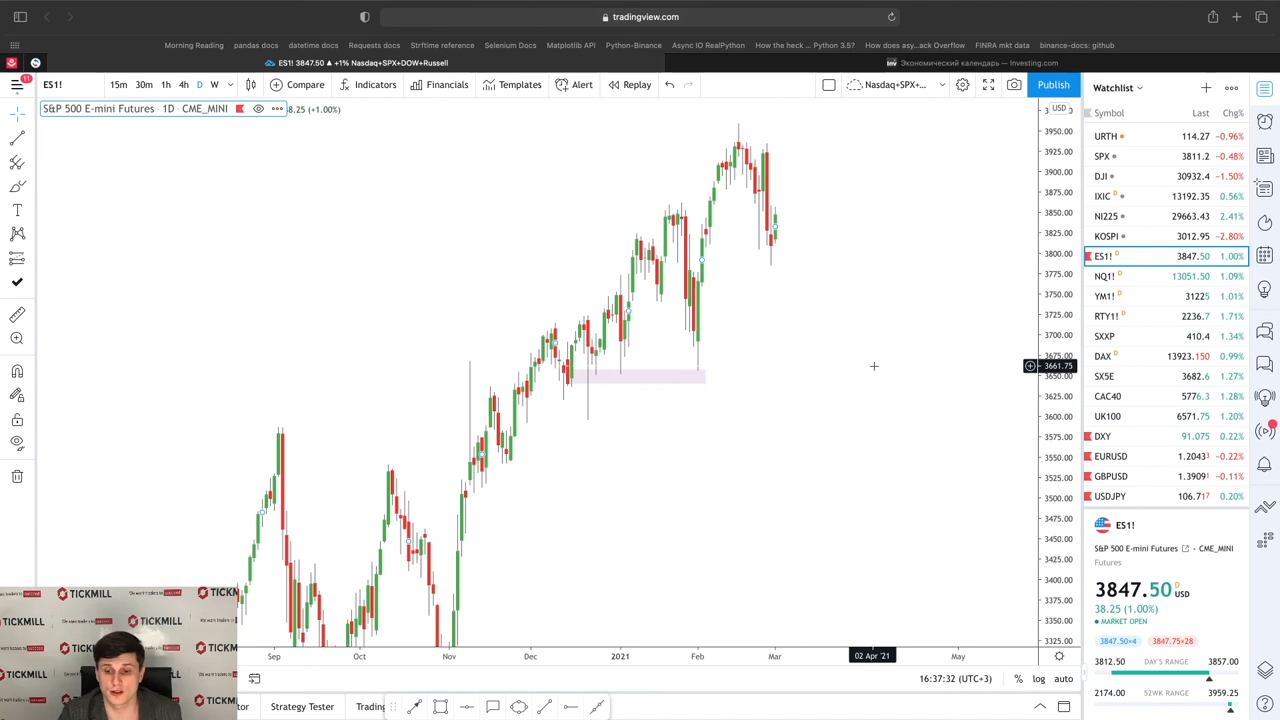 tradingview.com
Morning Reading pandas docs datetime docs Requests docs Strftime reference Selenium Docs Matplotlib API Python-Binance Async IO RealPython How the heck ... Python 3.5? How does asy...ack Overflow FINRA mkt data binance-docs: github
ES1! 3847.50 ▲ +1% Nasdaq+SPX+DOW+Russell
Экономический календарь — Investing.com
11
ES1! 15m 30m 1h 4h D W Compare Indicators Financials Templates Alert Replay Nasdaq+SPX+... Publish
S&P 500 E-mini Futures · 1D · CME_MINI
8.25 (+1.00%)
USD
3950.00
3925.00
3900.00
3875.00
3850.00
3825.00
3800.00
3775.00
3750.00
3725.00
3700.00
3675.00
3661.75
3650.00
3625.00
3600.00
3575.00
3550.00
3525.00
3500.00
3475.00
3450.00
3425.00
3400.00
3375.00
3350.00
3325.00
Sep Oct Nov Dec 2021 Feb Mar 02 Apr '21 May
16:37:32 (UTC+3) % log auto
Strategy Tester
Watchlist
Symbol Last Chg%
URTH 114.27 −0.96%
SPX 3811.2 −0.48%
DJI 30932.4 −1.50%
IXIC D 13192.35 0.56%
NI225 29663.43 2.41%
KOSPI 3012.95 −2.80%
ES1! D 3847.50 1.00%
NQ1! D 13051.50 1.09%
YM1! D 31225 1.01%
RTY1! D 2236.7 1.71%
SXXP 410.4 1.34%
DAX D 13923.150 0.99%
SX5E 3682.6 1.27%
CAC40 5776.3 1.28%
UK100 6571.75 1.20%
DXY 91.075 0.22%
EURUSD 1.2043³ −0.22%
GBPUSD 1.3909¹ −0.11%
USDJPY 106.7¹⁷ 0.20%
ES1!
S&P 500 E-mini Futures · CME_MINI
Futures
3847.50 D USD
38.25 (1.00%)
MARKET OPEN
3847.50×4 3847.75×28
3812.50 DAY'S RANGE 3857.00
2174.00 52WK RANGE 3959.25
TICKMILL
TICKMILL
TICKMILL
TICKMILL